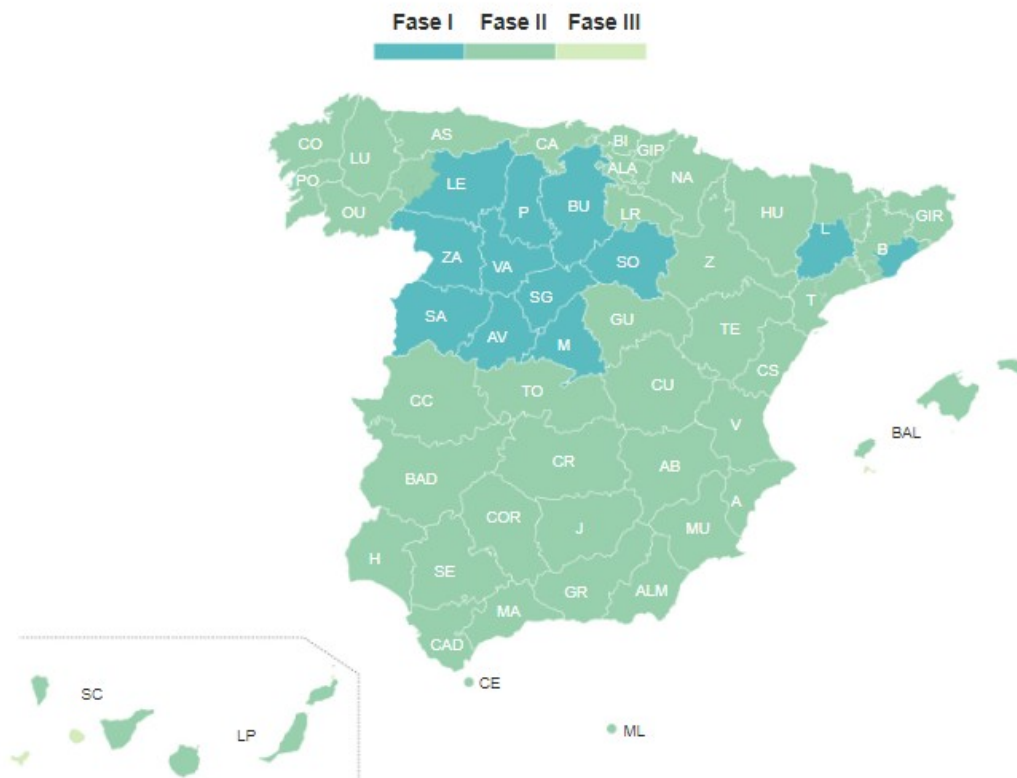 Fase I Fase II Fase III
AS
CA
BI
GIP
CO
LU
LE
ALA
NA
PO
P
BU
OU
LR
HU
GIR
L
B
ZA
VA
SO
Z
SG
T
SA
AV
M
GU
TE
CS
CC
TO
CU
V
BAL
BAD
CR
AB
A
COR
J
MU
H
SE
GR
ALM
MA
CAD
CE
SC
LP
ML